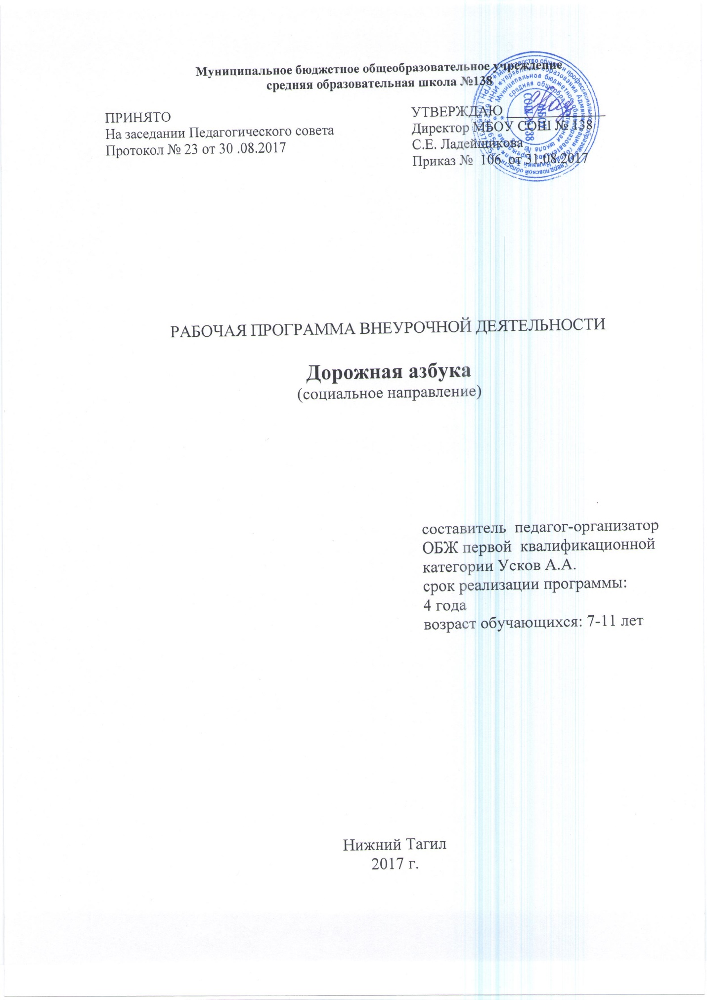 Муниципальное бюджетное общеобразовательное учреждение
средняя образовательная школа №138
ПРИНЯТО
На заседании Педагогического совета
Протокол № 23 от 30 .08.2017
УТВЕРЖДАЮ
Директор МБОУ СОШ № 138
С.Е. Ладейщикова
Приказ № 106 от 31.08.2017
МБОУ
СОШ №138
РАБОЧАЯ ПРОГРАММА ВНЕУРОЧНОЙ ДЕЯТЕЛЬНОСТИ
Дорожная азбука
(социальное направление)
составитель педагог-организатор
ОБЖ первой квалификационной
категории Усков А.А.
срок реализации программы:
4 года
возраст обучающихся: 7-11 лет
Нижний Тагил
2017 г.